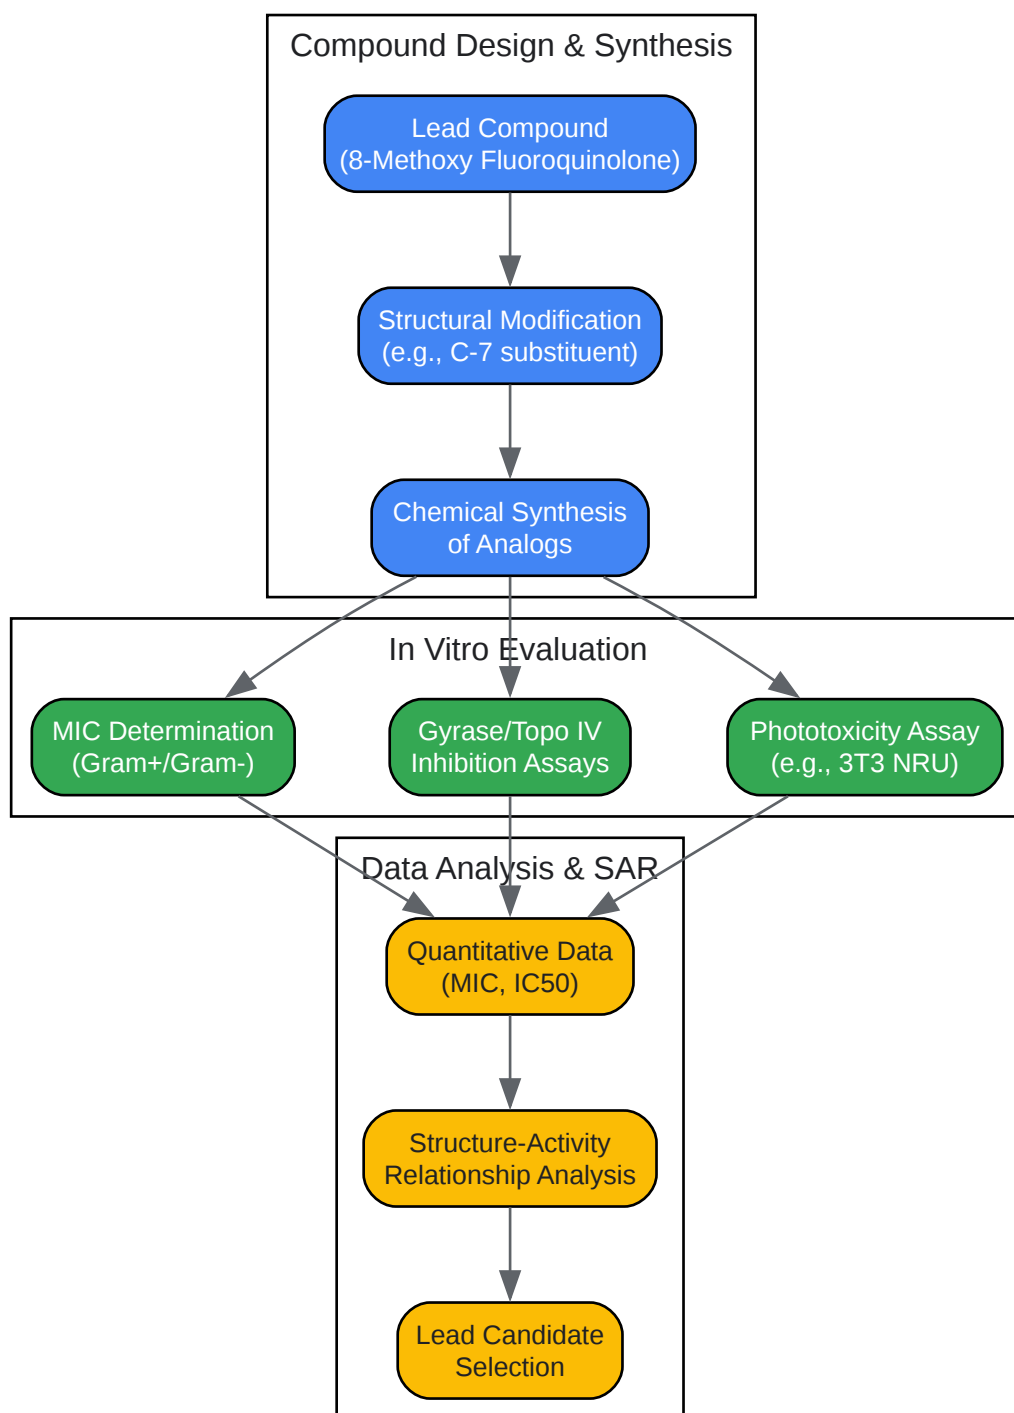 Compound Design & Synthesis
Lead Compound
(8-Methoxy Fluoroquinolone)
Structural Modification
(e.g., C-7 substituent)
Chemical Synthesis
of Analogs
In Vitro Evaluation
MIC Determination
(Gram+/Gram-)
Gyrase/Topo IV
Inhibition Assays
Phototoxicity Assay
(e.g., 3T3 NRU)
Data Analysis & SAR
Quantitative Data
(MIC, IC50)
Structure-Activity
Relationship Analysis
Lead Candidate
Selection